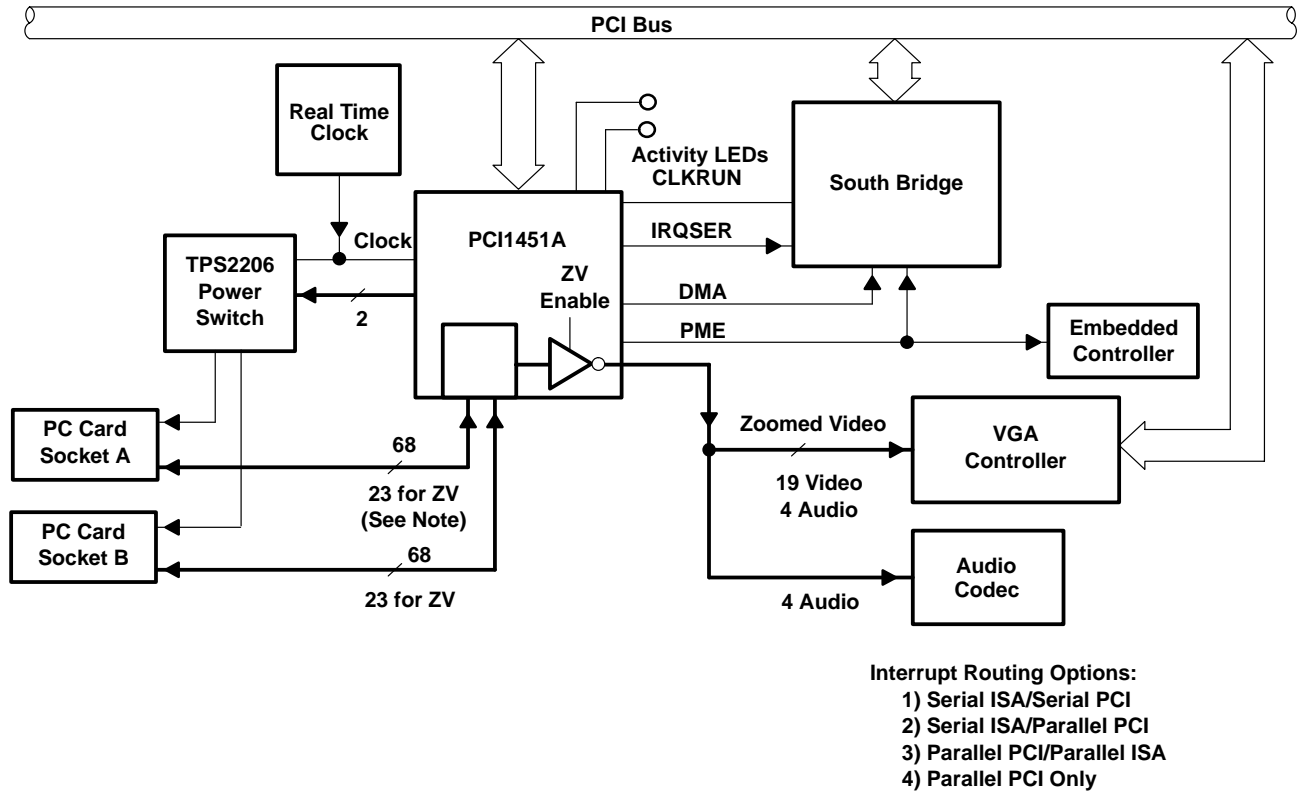 PCI Bus
Real Time
Clock
Activity LEDs
CLKRUN
South Bridge
PCI1451A
IRQSER
Clock
TPS2206
Power
Switch
2
ZV
Enable
DMA
PME
Embedded
Controller
PC Card
Socket A
68
23 for ZV
(See Note)
Zoomed Video
19 Video
4 Audio
VGA
Controller
PC Card
Socket B
68
23 for ZV
4 Audio
Audio
Codec
Interrupt Routing Options:
1) Serial ISA/Serial PCI
2) Serial ISA/Parallel PCI
3) Parallel PCI/Parallel ISA
4) Parallel PCI Only